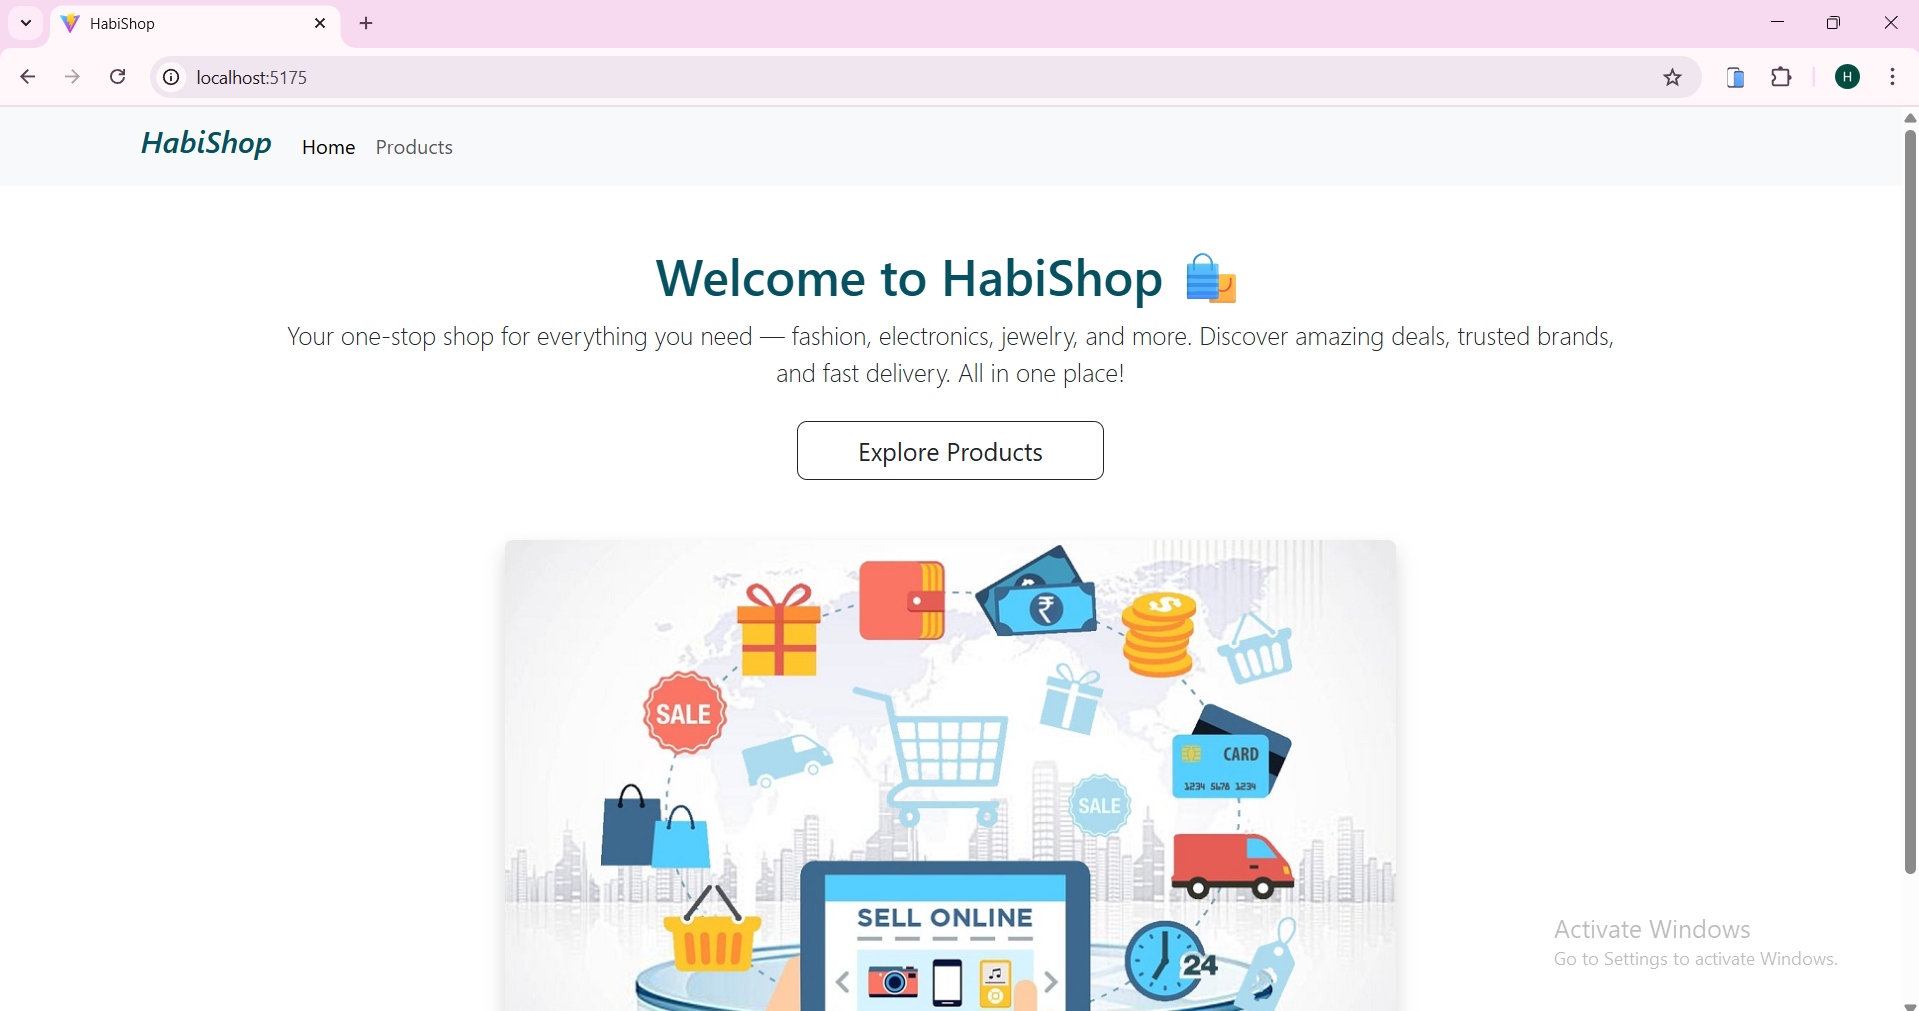 HabiShop
localhost:5175
H
HabiShop
Home
Products
Welcome to HabiShop
Your one-stop shop for everything you need — fashion, electronics, jewelry, and more. Discover amazing deals, trusted brands,
and fast delivery. All in one place!
Explore Products
₹
$
SALE
CARD
1234 5678 1234
SALE
SELL ONLINE
24
Activate Windows
Go to Settings to activate Windows.